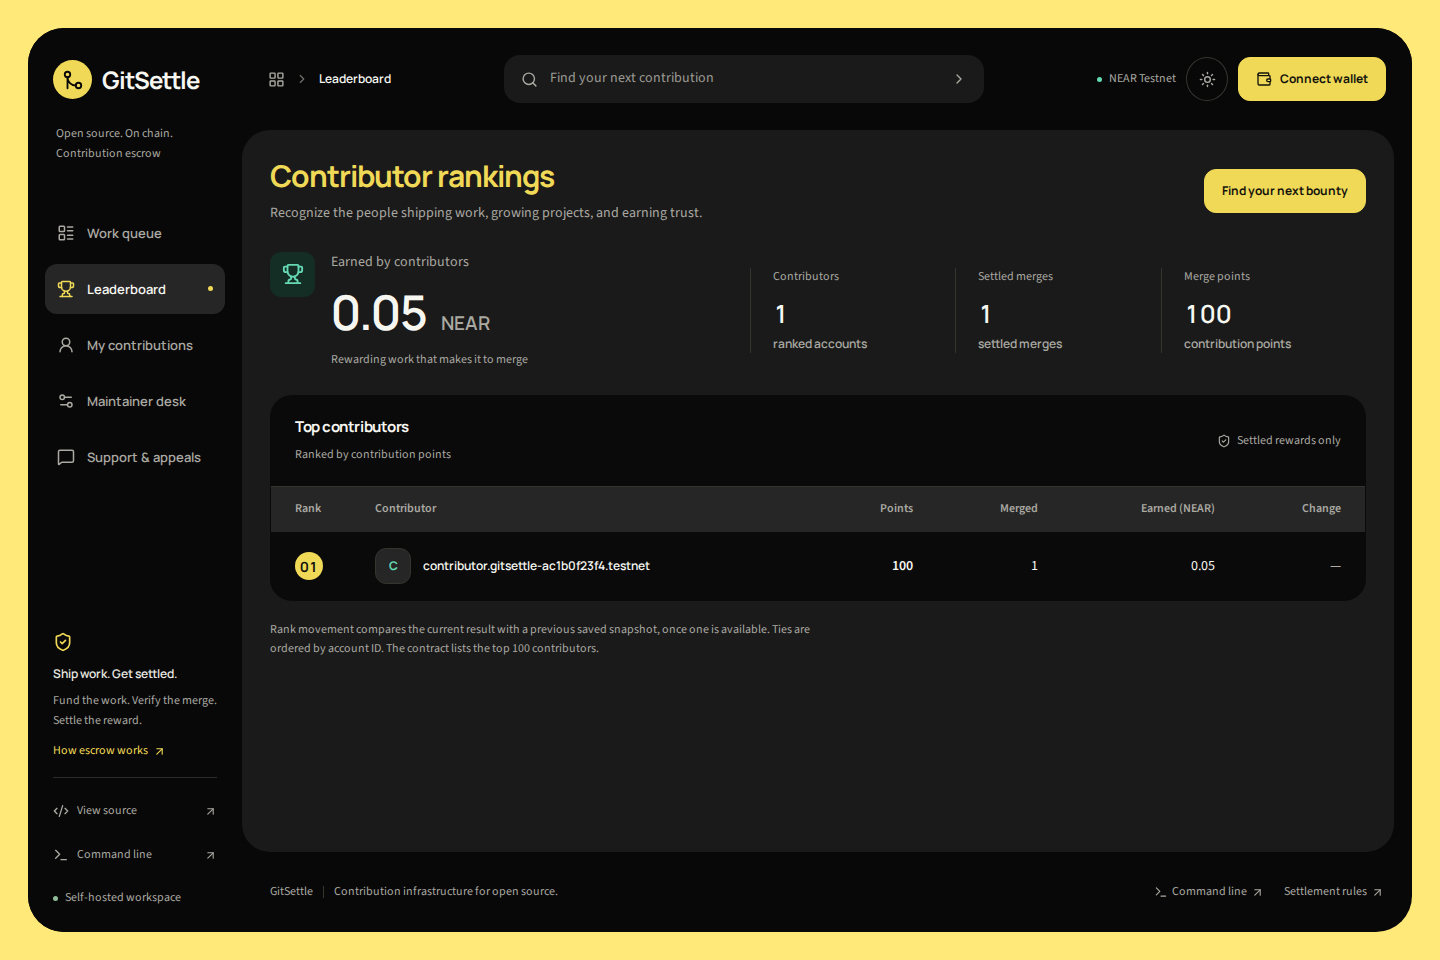 GitSettle
Open source. On chain.
Contribution escrow
Work queue
Leaderboard
My contributions
Maintainer desk
Support & appeals
Ship work. Get settled.
Fund the work. Verify the merge.
Settle the reward.
How escrow works
View source
Command line
Self-hosted workspace
Leaderboard
Find your next contribution
NEAR Testnet
Connect wallet
Contributor rankings
Recognize the people shipping work, growing projects, and earning trust.
Find your next bounty
Earned by contributors
0.05 NEAR
Rewarding work that makes it to merge
Contributors
1
ranked accounts
Settled merges
1
settled merges
Merge points
100
contribution points
Top contributors
Ranked by contribution points
Settled rewards only
Rank Contributor Points Merged Earned (NEAR) Change
01 C contributor.gitsettle-ac1b0f23f4.testnet 100 1 0.05 —
Rank movement compares the current result with a previous saved snapshot, once one is available. Ties are
ordered by account ID. The contract lists the top 100 contributors.
GitSettle Contribution infrastructure for open source.
Command line Settlement rules